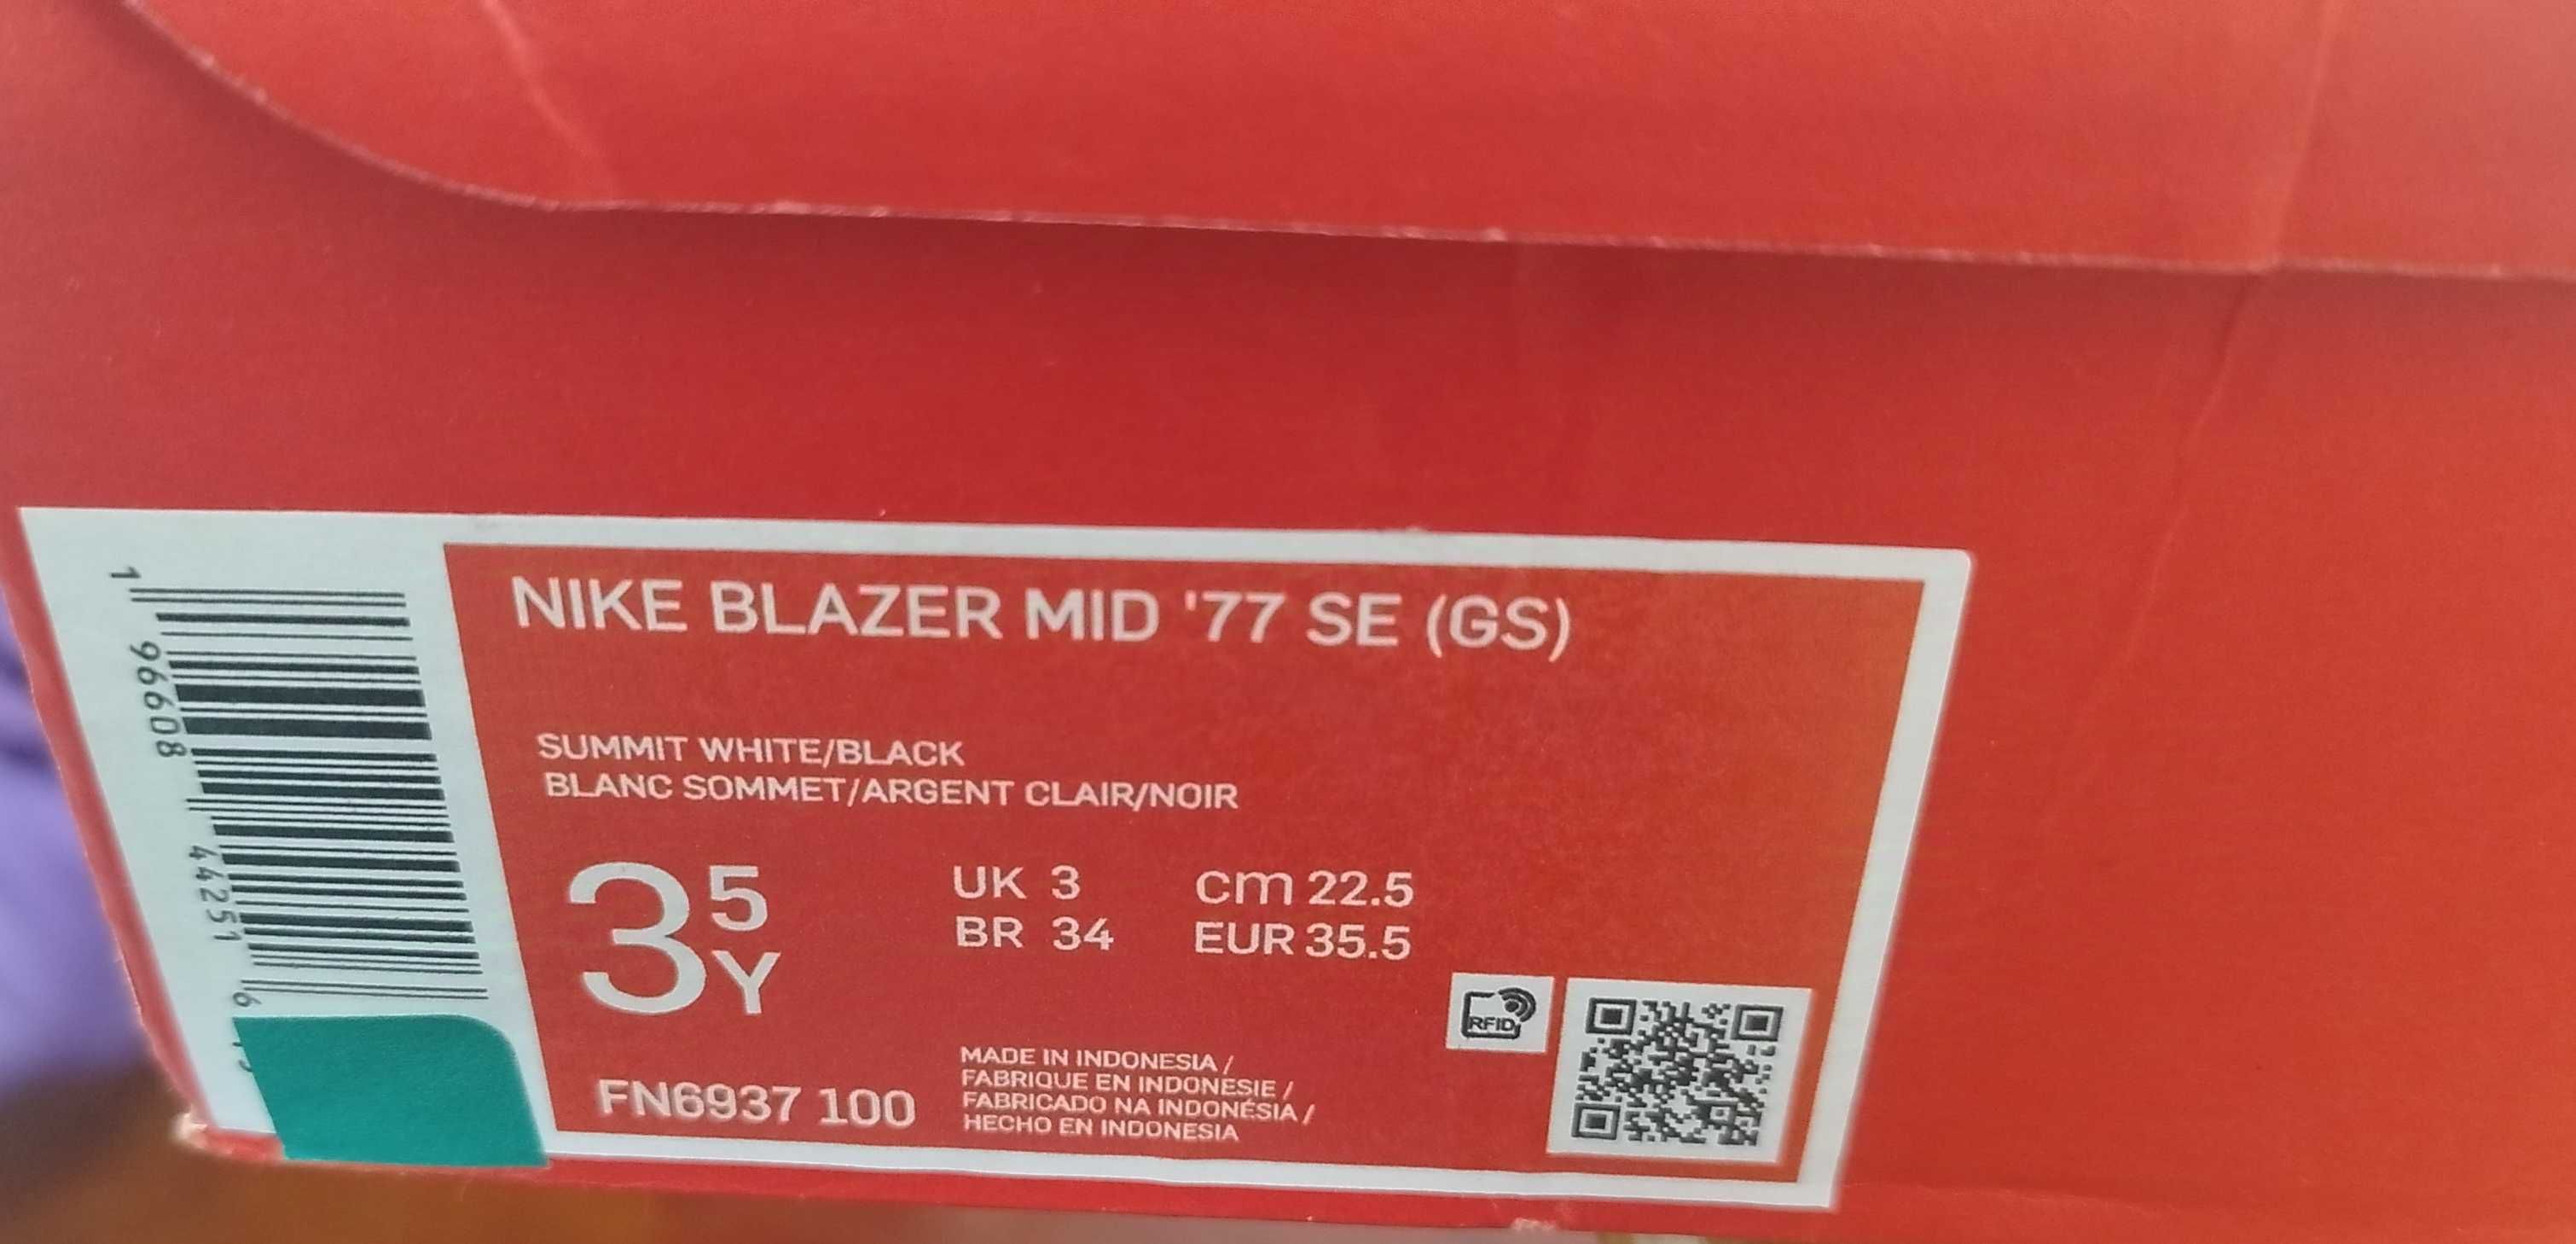 NIKE BLAZER MID '77 SE (GS)
SUMMIT WHITE/BLACK
BLANC SOMMET/ARGENT CLAIR/NOIR
3 5 Y
UK 3 cm 22.5
BR 34 EUR 35.5
FN6937 100
MADE IN INDONESIA /
FABRIQUE EN INDONESIE /
FABRICADO NA INDONÉSIA /
HECHO EN INDONESIA
RFID
1 96608 44251 6